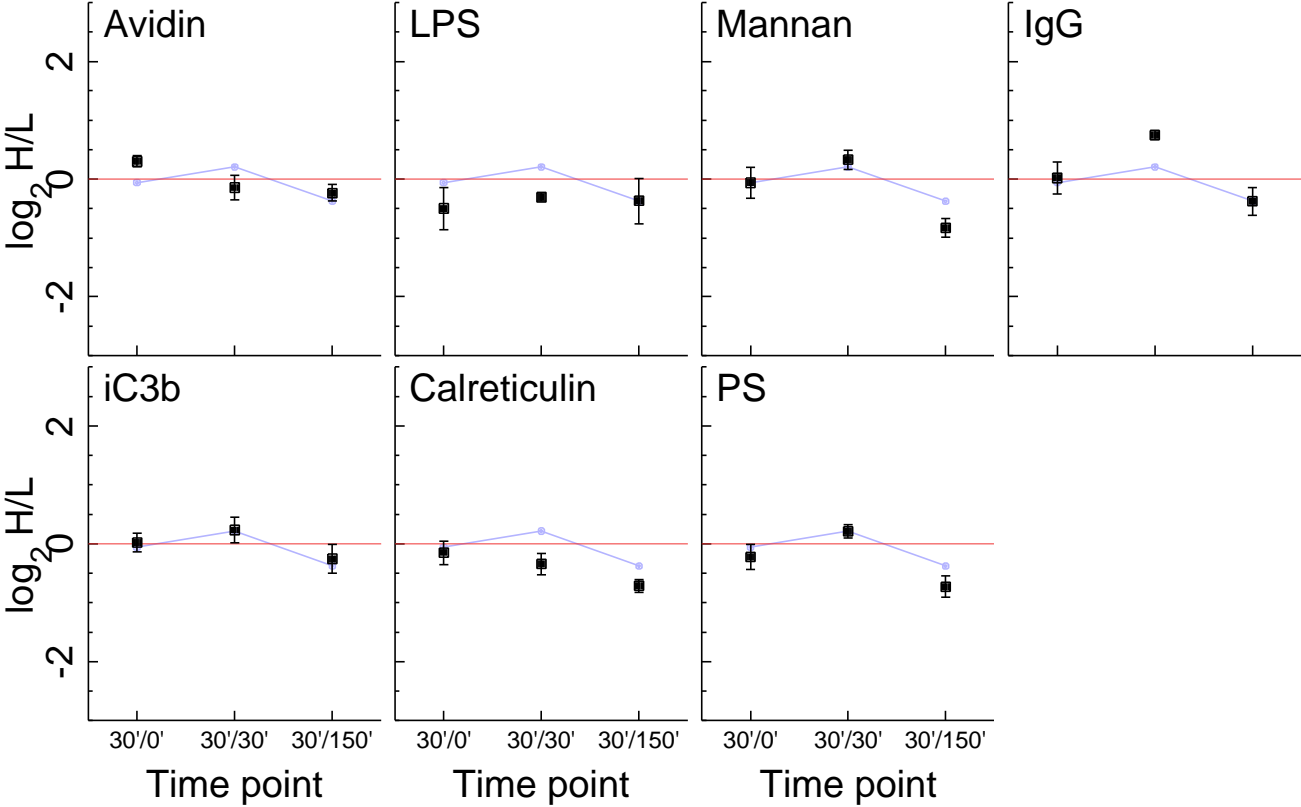 Avidin
LPS
Mannan
IgG
log2 H/L
2
0
-2
iC3b
Calreticulin
PS
log2 H/L
2
0
-2
30'/0' 30'/30' 30'/150'
30'/0' 30'/30' 30'/150'
30'/0' 30'/30' 30'/150'
Time point
Time point
Time point